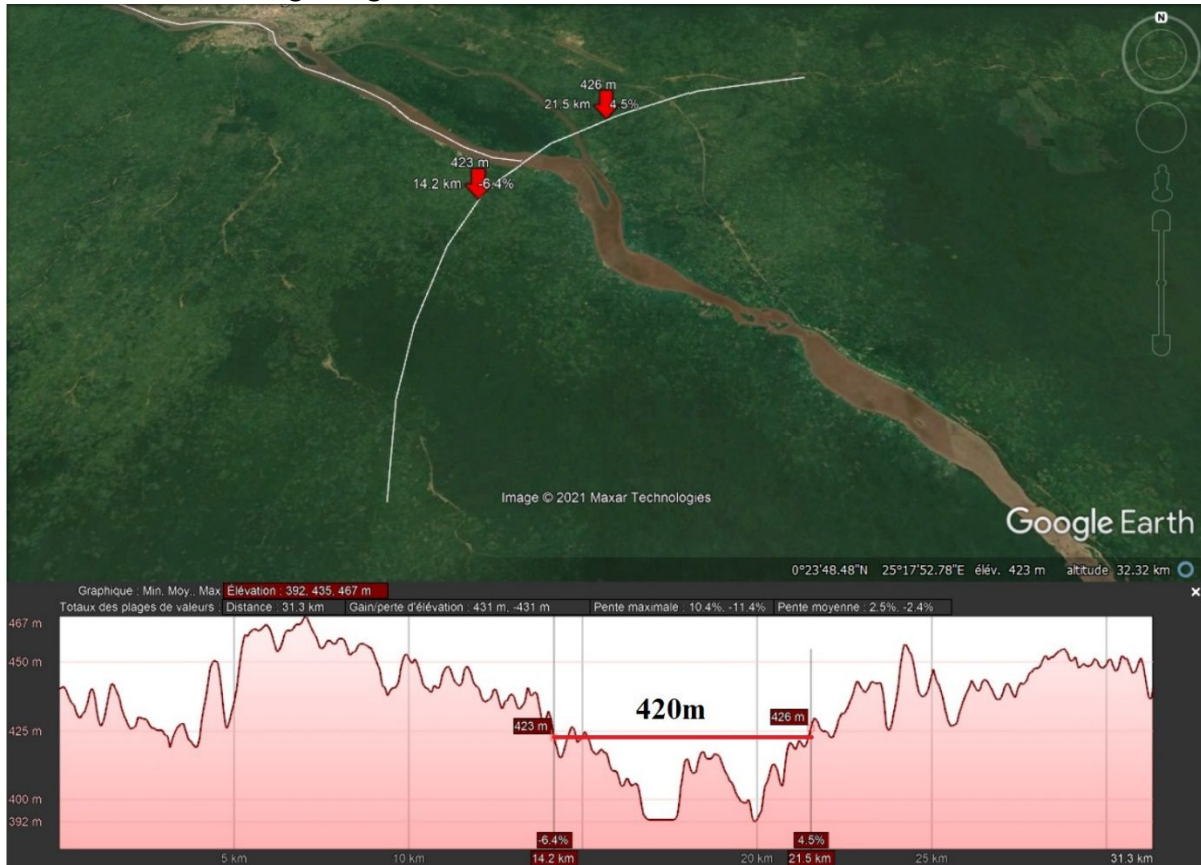 N
426 m
21.5 km 4.5%
423 m
14.2 km -6.4%
Image © 2021 Maxar Technologies
Google Earth
0°23'48.48"N 25°17'52.78"E élév. 423 m altitude 32.32 km
Graphique : Min, Moy., Max Élévation : 392, 435, 467 m
Totaux des plages de valeurs : Distance : 31.3 km Gain/perte d'élévation : 431 m, -431 m Pente maximale : 10.4%, -11.4% Pente moyenne : 2.5%, -2.4%
467 m
450 m
425 m
400 m
392 m
423 m
420m
426 m
-6.4%
4.5%
5 km 10 km 14.2 km 20 km 21.5 km 25 km 31.3 km